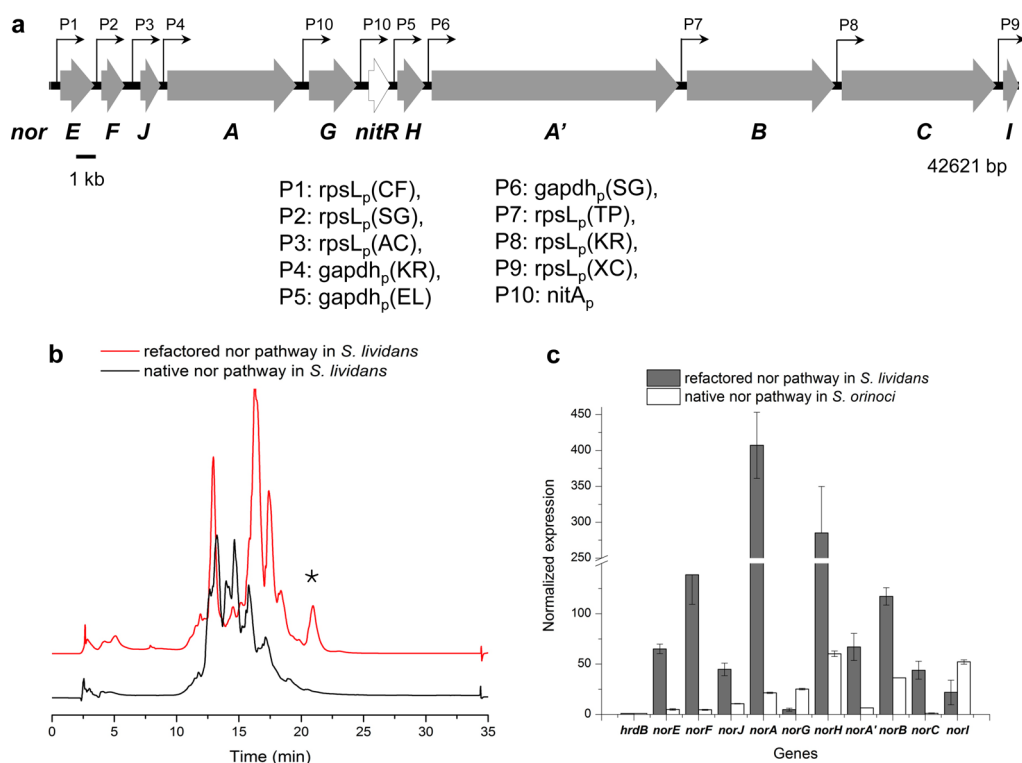 a
P1 P2 P3 P4 P10 P10 P5 P6 P7 P8 P9
nor E F J A G nitR H A' B C I
1 kb
42621 bp
P1: rpsLp(CF),
P2: rpsLp(SG),
P3: rpsLp(AC),
P4: gapdhp(KR),
P5: gapdhp(EL)
P6: gapdhp(SG),
P7: rpsLp(TP),
P8: rpsLp(KR),
P9: rpsLp(XC),
P10: nitAp
b
refactored nor pathway in S. lividans
native nor pathway in S. lividans
*
0 5 10 15 20 25 30 35
Time (min)
c
refactored nor pathway in S. lividans
native nor pathway in S. orinoci
Normalized expression
450
400
350
300
250
100
50
0
hrdB norE norF norJ norA norG norH norA' norB norC norI
Genes